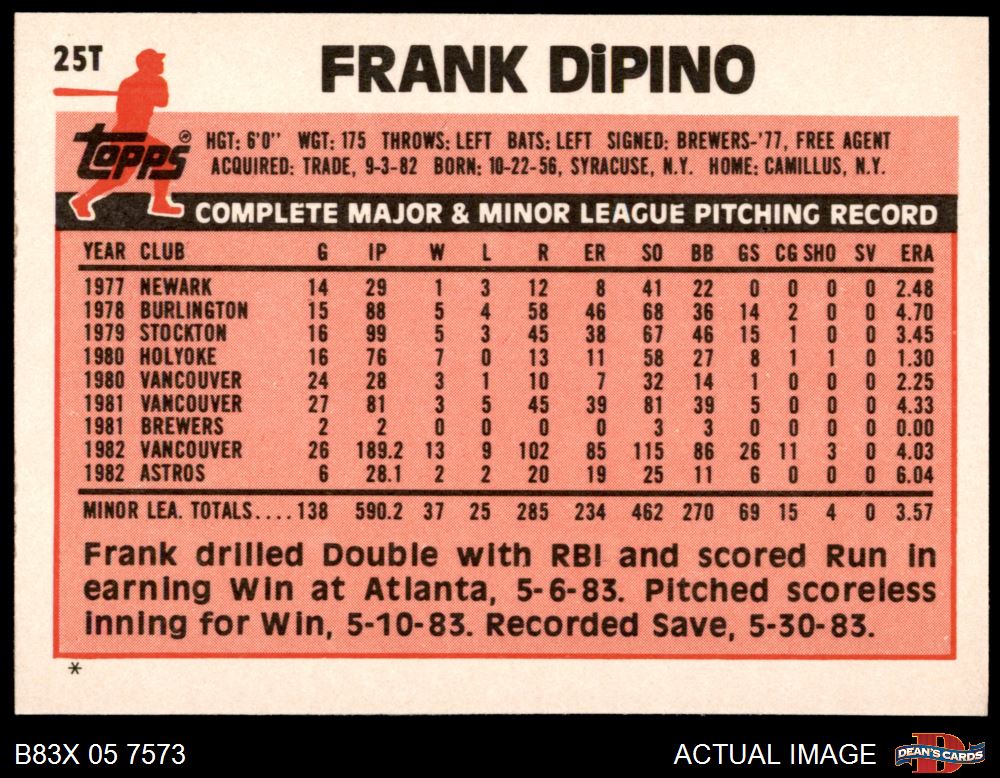 25T
FRANK DiPINO
topps®
HGT: 6'0" WGT: 175 THROWS: LEFT BATS: LEFT SIGNED: BREWERS-'77, FREE AGENT
ACQUIRED: TRADE, 9-3-82 BORN: 10-22-56, SYRACUSE, N.Y. HOME: CAMILLUS, N.Y.
COMPLETE MAJOR & MINOR LEAGUE PITCHING RECORD
YEAR CLUB G IP W L R ER SO BB GS CG SHO SV ERA
1977 NEWARK 14 29 1 3 12 8 41 22 0 0 0 0 2.48
1978 BURLINGTON 15 88 5 4 58 46 68 36 14 2 0 0 4.70
1979 STOCKTON 16 99 5 3 45 38 67 46 15 1 0 0 3.45
1980 HOLYOKE 16 76 7 0 13 11 58 27 8 1 1 0 1.30
1980 VANCOUVER 24 28 3 1 10 7 32 14 1 0 0 0 2.25
1981 VANCOUVER 27 81 3 5 45 39 81 39 5 0 0 0 4.33
1981 BREWERS 2 2 0 0 0 0 3 3 0 0 0 0 0.00
1982 VANCOUVER 26 189.2 13 9 102 85 115 86 26 11 3 0 4.03
1982 ASTROS 6 28.1 2 2 20 19 25 11 6 0 0 0 6.04
MINOR LEA. TOTALS....138 590.2 37 25 285 234 462 270 69 15 4 0 3.57
Frank drilled Double with RBI and scored Run in
earning Win at Atlanta, 5-6-83. Pitched scoreless
inning for Win, 5-10-83. Recorded Save, 5-30-83.
*
B83X 05 7573 ACTUAL IMAGE
D
DEAN'S CARDS